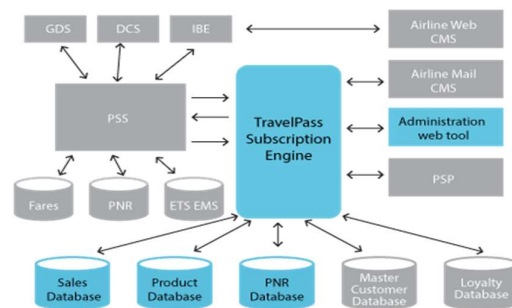 GDS
DCS
IBE
Airline Web
CMS
Airline Mail
CMS
PSS
TravelPass
Subscription
Engine
Administration
web tool
PSP
Fares
PNR
ETS EMS
Sales
Database
Product
Database
PNR
Database
Master
Customer
Database
Loyalty
Database